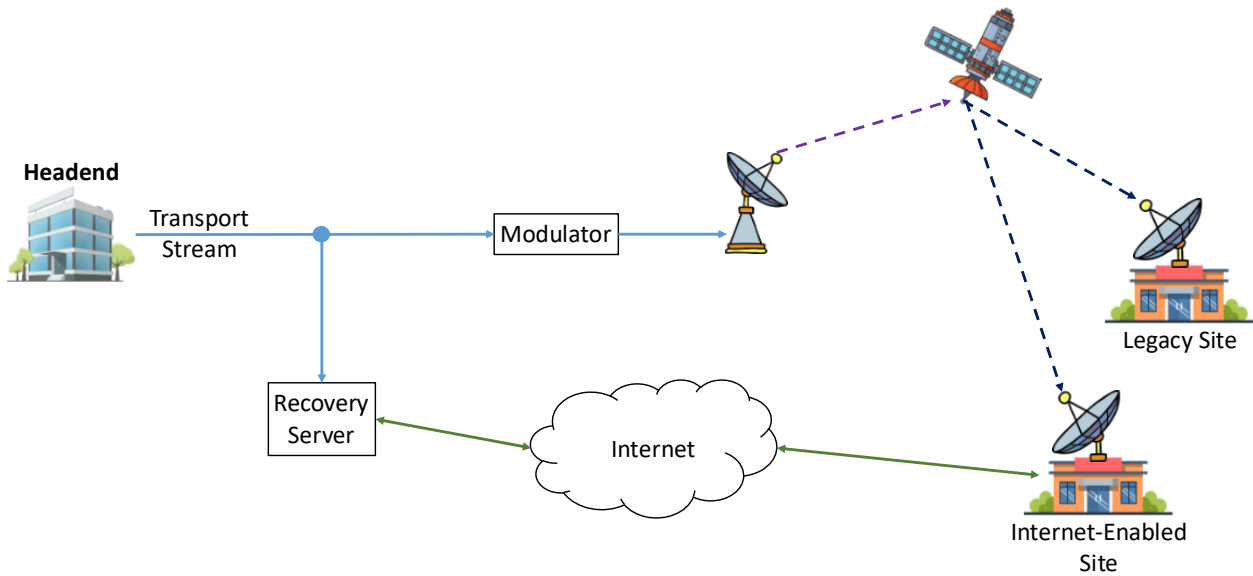 Headend
Transport
Stream
Modulator
Legacy Site
Recovery
Server
Internet
Internet-Enabled
Site